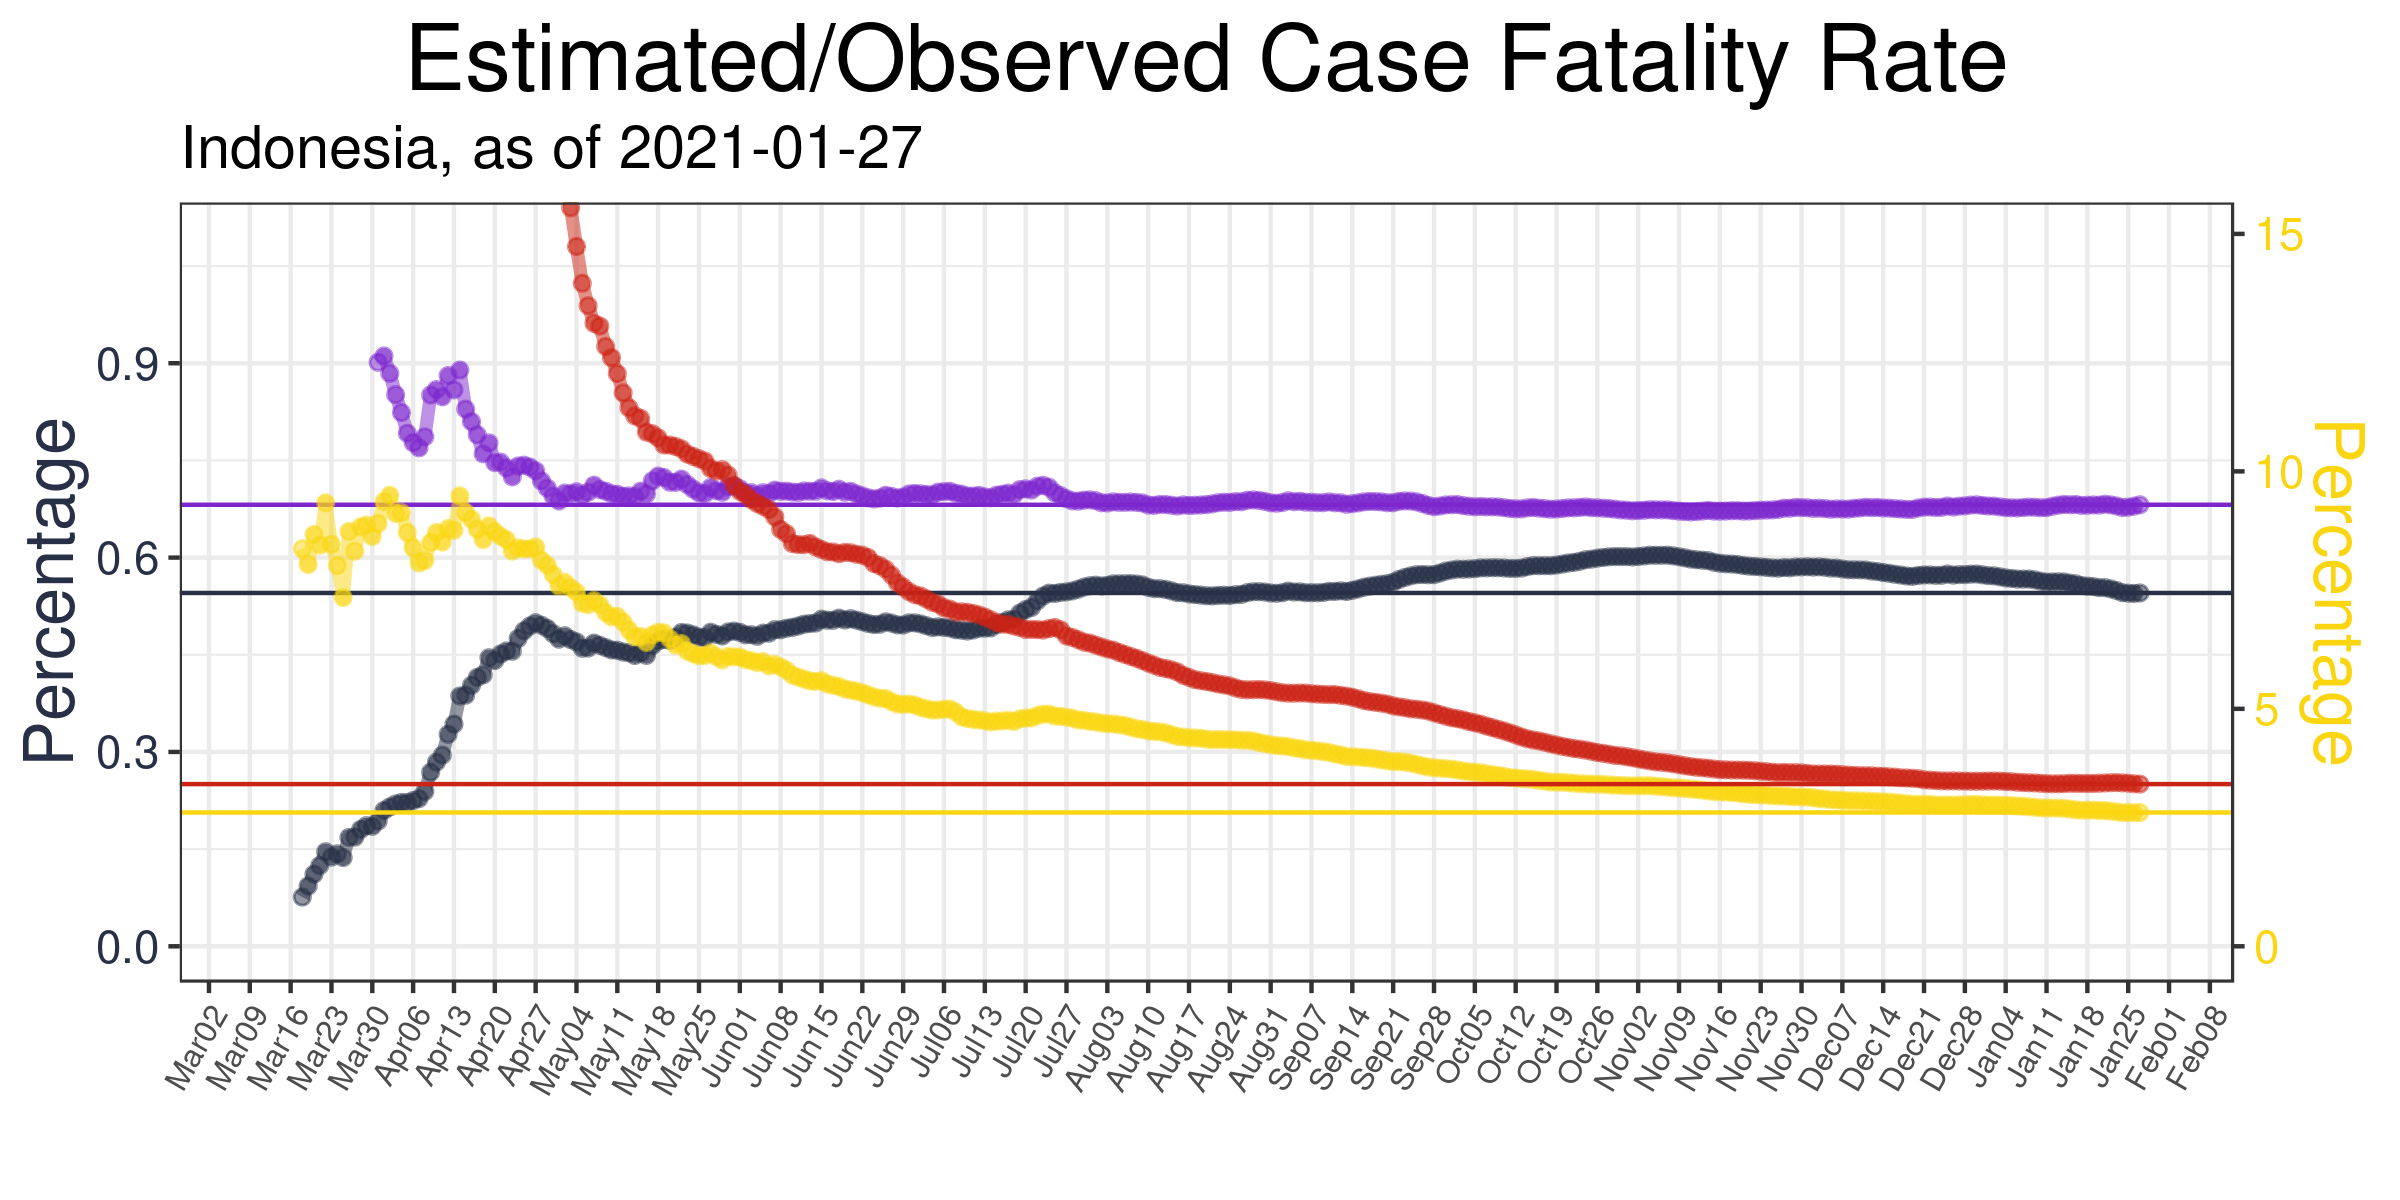 Estimated/Observed Case Fatality Rate
Indonesia, as of 2021-01-27
Percentage
0.9
0.6
0.3
0.0
15
10
5
0
Percentage
Mar02
Mar09
Mar16
Mar23
Mar30
Apr06
Apr13
Apr20
Apr27
May04
May11
May18
May25
Jun01
Jun08
Jun15
Jun22
Jun29
Jul06
Jul13
Jul20
Jul27
Aug03
Aug10
Aug17
Aug24
Aug31
Sep07
Sep14
Sep21
Sep28
Oct05
Oct12
Oct19
Oct26
Nov02
Nov09
Nov16
Nov23
Nov30
Dec07
Dec14
Dec21
Dec28
Jan04
Jan11
Jan18
Jan25
Feb01
Feb08